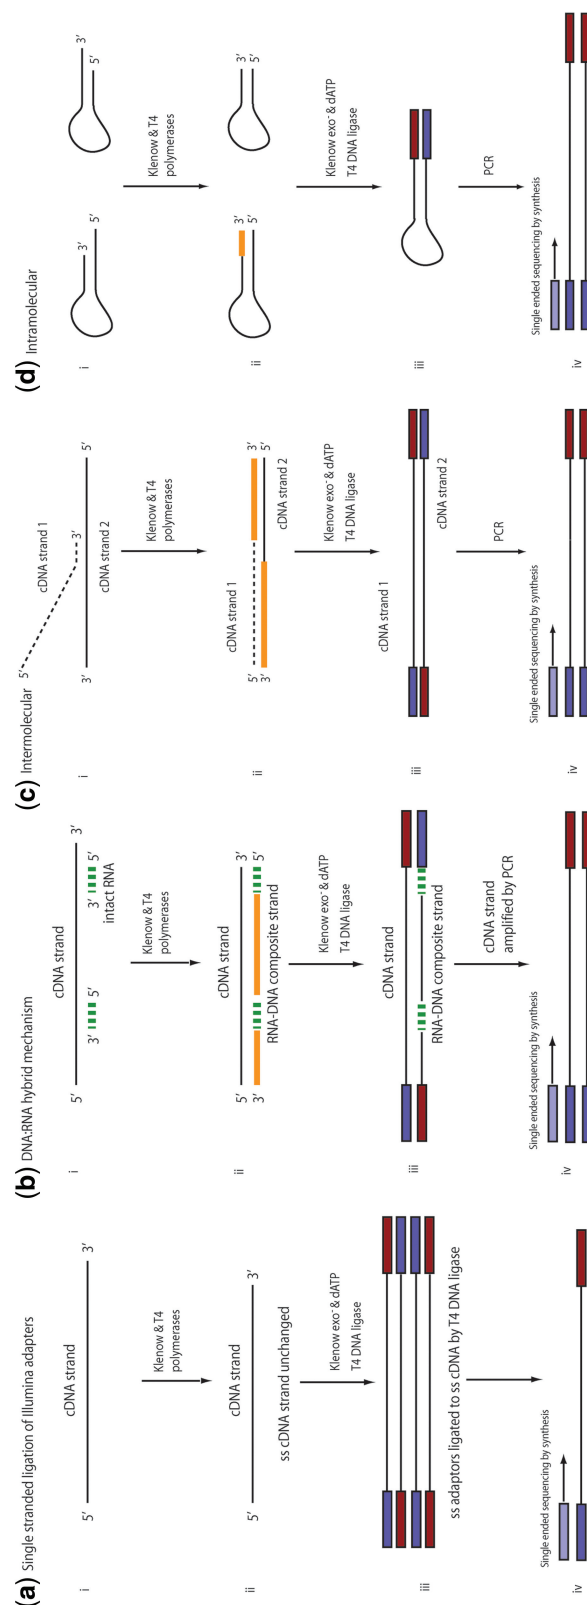 (a) Single stranded ligation of Illumina adapters
i
cDNA strand
5′
3′
Klenow & T4
polymerases
ii
cDNA strand
5′
3′
ss cDNA strand unchanged
Klenow exo- & dATP
T4 DNA ligase
iii
ss adaptors ligated to ss cDNA by T4 DNA ligase
Single ended sequencing by synthesis
iv
(b) DNA:RNA hybrid mechanism
i
cDNA strand
5′
3′
3′
5′
3′
5′
intact RNA
Klenow & T4
polymerases
ii
cDNA strand
5′
3′
3′
5′
RNA-DNA composite strand
Klenow exo- & dATP
T4 DNA ligase
iii
cDNA strand
RNA-DNA composite strand
cDNA strand
amplified by PCR
Single ended sequencing by synthesis
iv
(c) Intermolecular
5′
i
cDNA strand 1
3′
3′
5′
cDNA strand 2
Klenow & T4
polymerases
ii
cDNA strand 1
5′
3′
3′
5′
cDNA strand 2
Klenow exo- & dATP
T4 DNA ligase
iii
cDNA strand 1
cDNA strand 2
PCR
Single ended sequencing by synthesis
iv
(d) Intramolecular
i
3′
5′
3′
5′
Klenow & T4
polymerases
ii
3′
5′
3′
5′
Klenow exo- & dATP
T4 DNA ligase
iii
PCR
Single ended sequencing by synthesis
iv